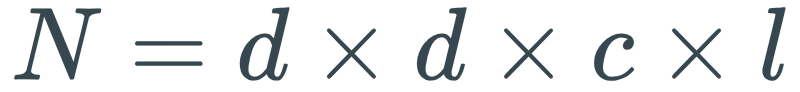 N = d × d × c × l